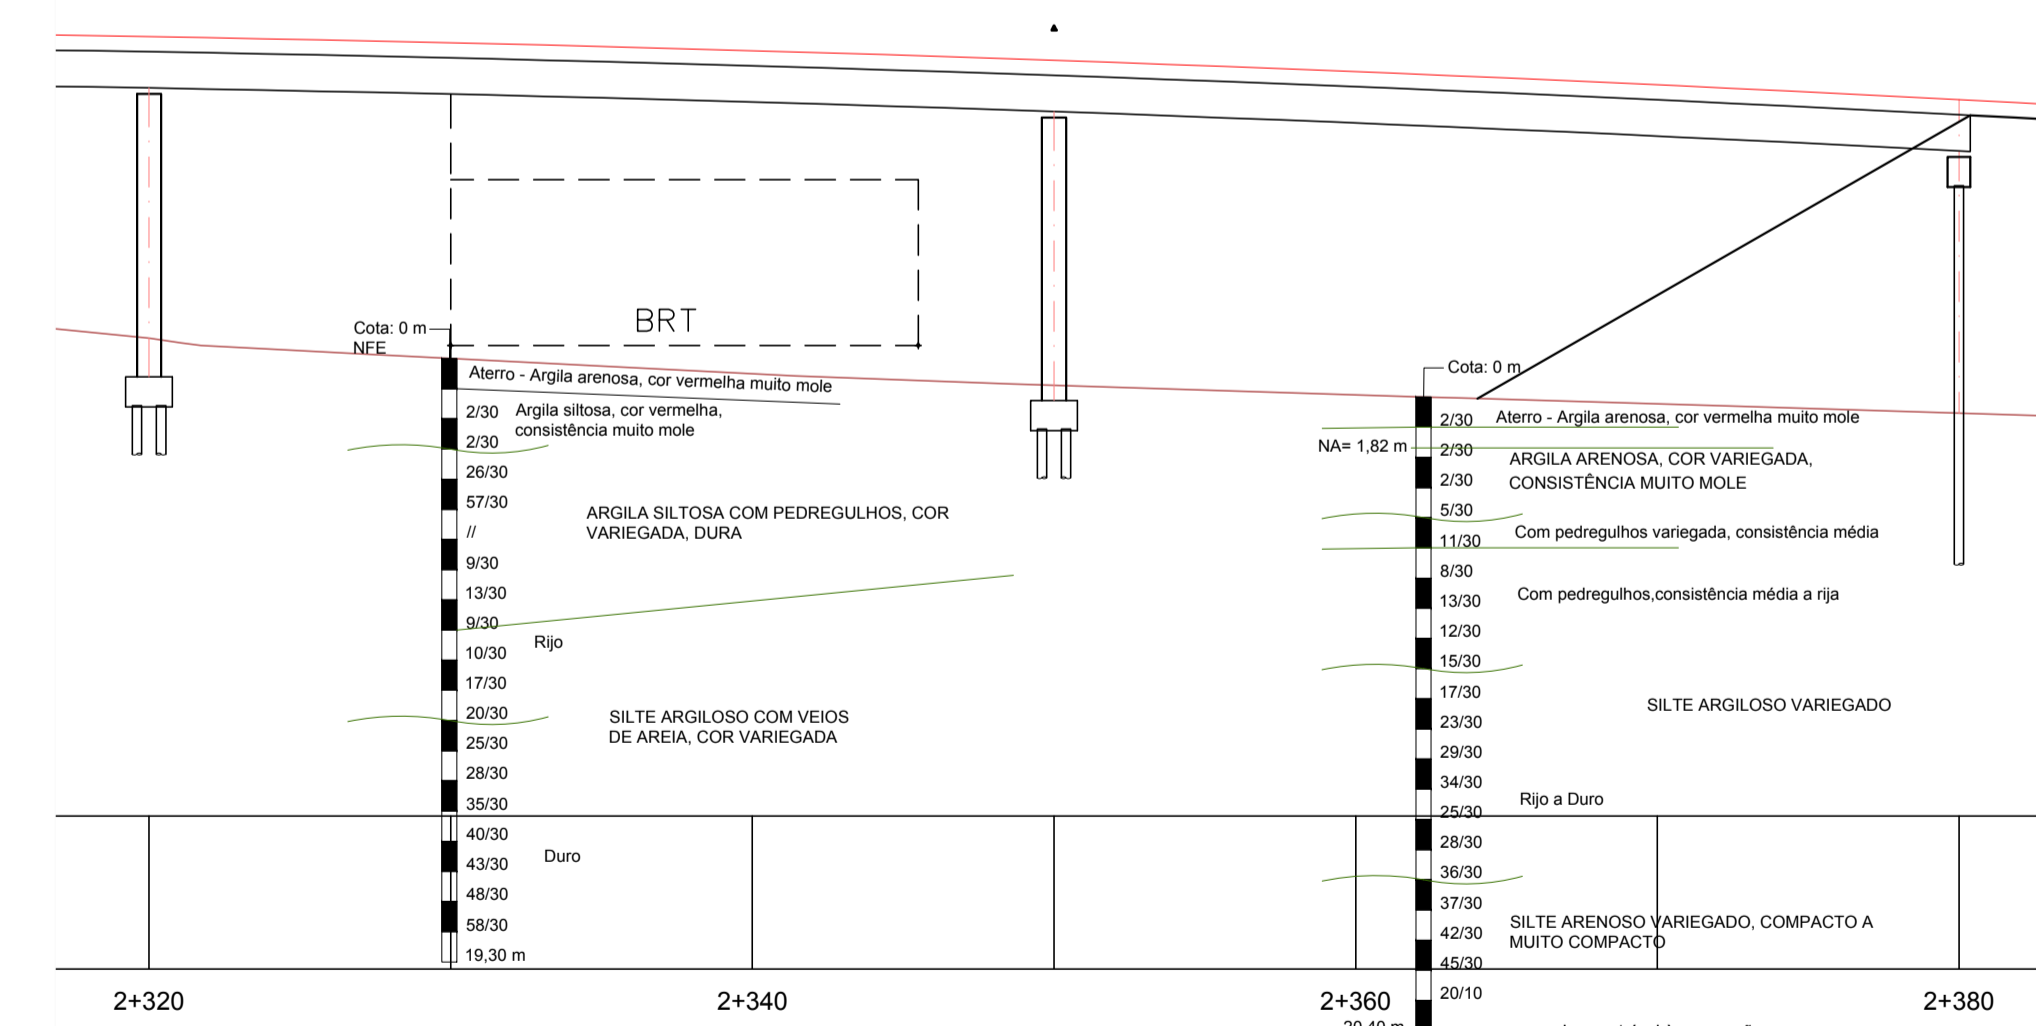 BRT
Cota: 0 m
NFE
Aterro - Argila arenosa, cor vermelha muito mole
2/30
Argila siltosa, cor vermelha,
consistência muito mole
2/30
26/30
57/30
//
ARGILA SILTOSA COM PEDREGULHOS, COR
VARIEGADA, DURA
9/30
13/30
9/30
Rijo
10/30
17/30
20/30
SILTE ARGILOSO COM VEIOS
DE AREIA, COR VARIEGADA
25/30
28/30
35/30
40/30
43/30
Duro
48/30
58/30
19,30 m
Cota: 0 m
2/30
Aterro - Argila arenosa, cor vermelha muito mole
NA= 1,82 m
2/30
ARGILA ARENOSA, COR VARIEGADA,
CONSISTÊNCIA MUITO MOLE
2/30
5/30
11/30
Com pedregulhos variegada, consistência média
8/30
13/30
Com pedregulhos,consistência média a rija
12/30
15/30
17/30
SILTE ARGILOSO VARIEGADO
23/30
29/30
34/30
25/30
Rijo a Duro
28/30
36/30
37/30
42/30
SILTE ARENOSO VARIEGADO, COMPACTO A
MUITO COMPACTO
45/30
20/10
20,40 m
2+320
2+340
2+360
2+380